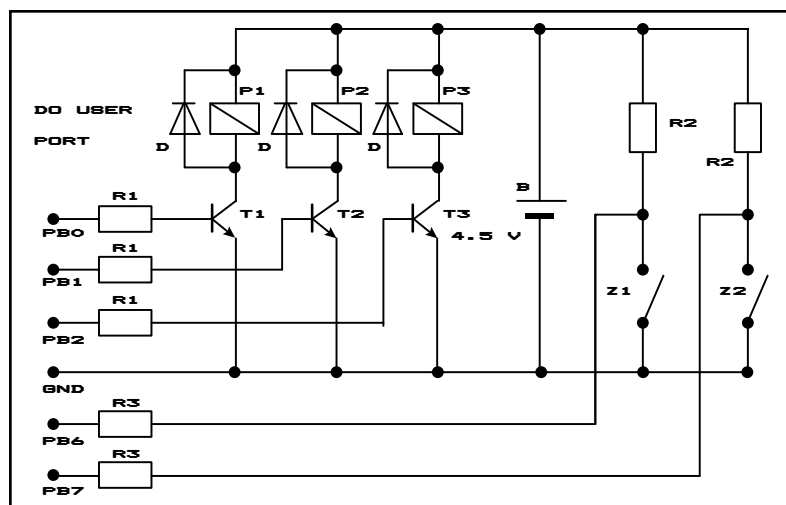 P1 P2 P3
DO USER
PORT
D D D
R2
R2
R1
B
T1 T2 T3
PB0
4.5 V
R1
PB1
Z1 Z2
R1
PB2
GND
R3
PB6
R3
PB7